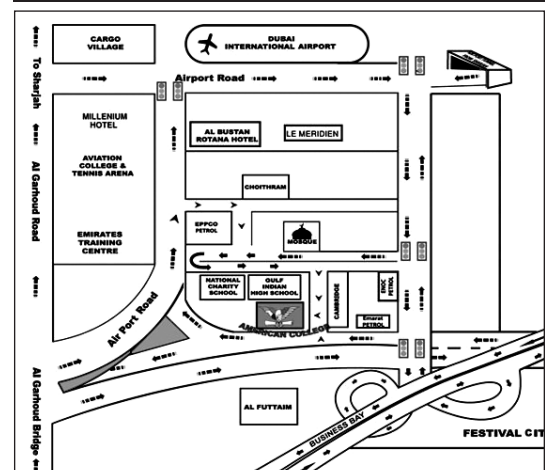 CARGO
VILLAGE
DUBAI
INTERNATIONAL AIRPORT
To Sharjah
Airport Road
MILLENIUM
HOTEL
AL BUSTAN
ROTANA HOTEL
LE MERIDIEN
AVIATION
COLLEGE &
TENNIS ARENA
CHOITHRAM
Al Garhoud Road
EPPCO
PETROL
MOSQUE
EMIRATES
TRAINING
CENTRE
NATIONAL
CHARITY
SCHOOL
GULF
INDIAN
HIGH SCHOOL
CAMBRIDGE
ENOC
PETROL
Emarat
PETROL
Air Port Road
AMERICAN COLLEGE
Al Garhoud Bridge
AL FUTTAIM
BUSINESS BAY
FESTIVAL CIT